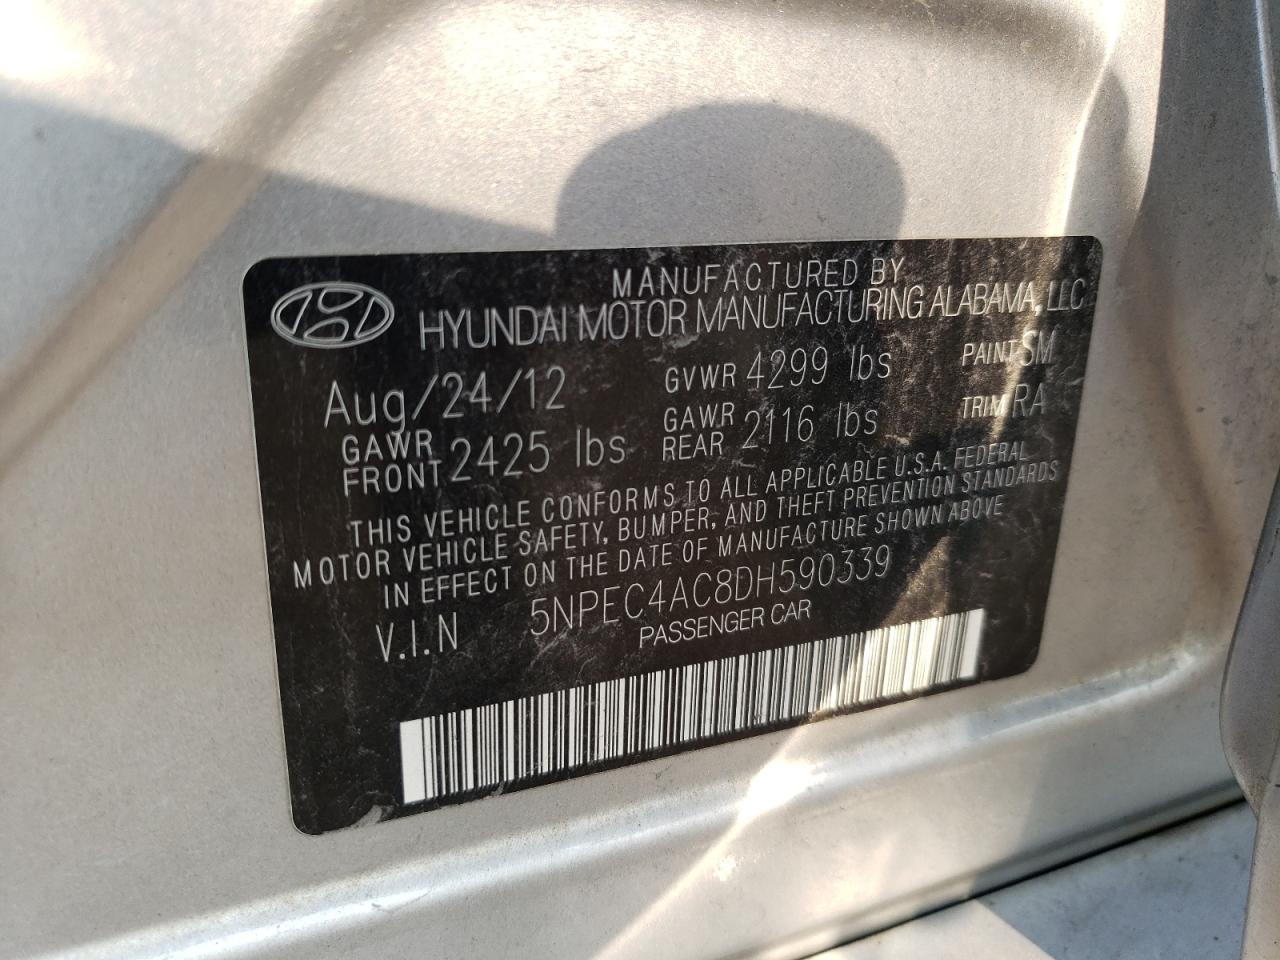 MANUFACTURED BY
HYUNDAI MOTOR MANUFACTURING ALABAMA, LLC
Aug/24/12 GVWR 4299 lbs PAINT SM
GAWR FRONT 2425 lbs GAWR REAR 2116 lbs TRIM RA
THIS VEHICLE CONFORMS TO ALL APPLICABLE U.S.A. FEDERAL
MOTOR VEHICLE SAFETY, BUMPER, AND THEFT PREVENTION STANDARDS
IN EFFECT ON THE DATE OF MANUFACTURE SHOWN ABOVE
V.I.N 5NPEC4AC8DH590339
PASSENGER CAR